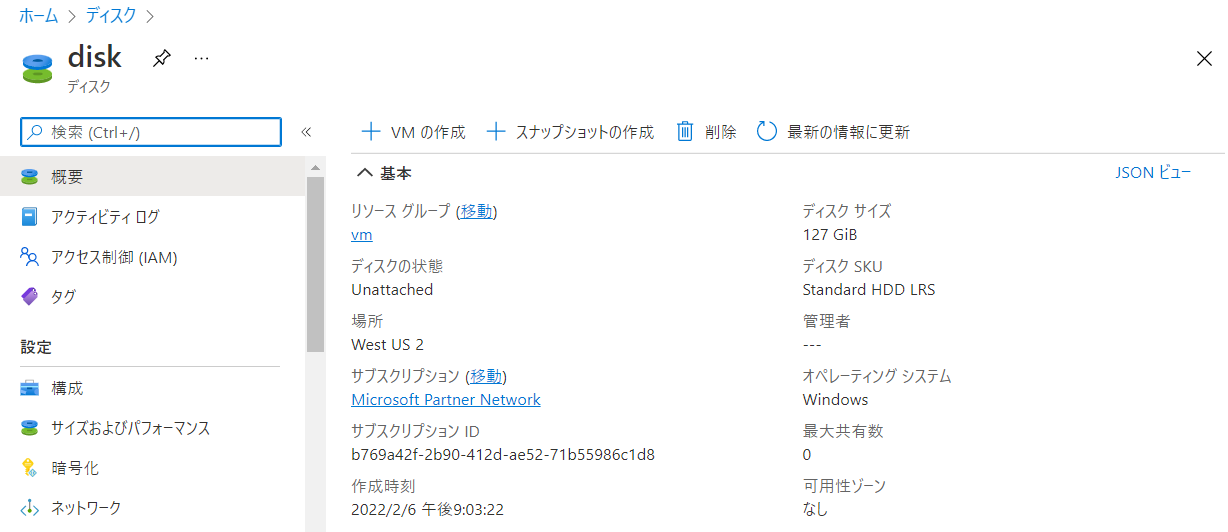 ホーム > ディスク >
disk
ディスク
検索 (Ctrl+/)
概要
アクティビティ ログ
アクセス制御 (IAM)
タグ
設定
構成
サイズおよびパフォーマンス
暗号化
ネットワーク
VM の作成 スナップショットの作成 削除 最新の情報に更新
基本 JSON ビュー
リソース グループ (移動)
vm
ディスクの状態
Unattached
場所
West US 2
サブスクリプション (移動)
Microsoft Partner Network
サブスクリプション ID
b769a42f-2b90-412d-ae52-71b55986c1d8
作成時刻
2022/2/6 午後9:03:22
ディスク サイズ
127 GiB
ディスク SKU
Standard HDD LRS
管理者
---
オペレーティング システム
Windows
最大共有数
0
可用性ゾーン
なし